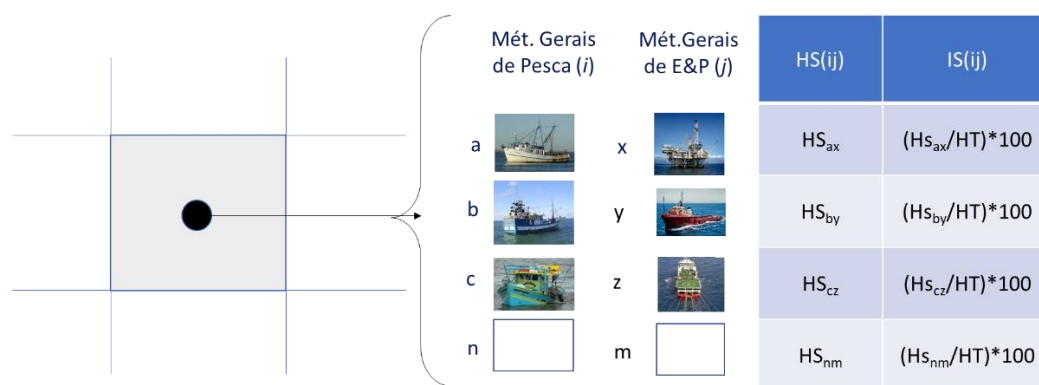 Mét. Gerais Mét.Gerais
de Pesca (i) de E&P (j)
HS(ij) IS(ij)
a x HSax (Hsax/HT)*100
b y HSby (Hsby/HT)*100
c z HScz (Hscz/HT)*100
n m HSnm (Hsnm/HT)*100